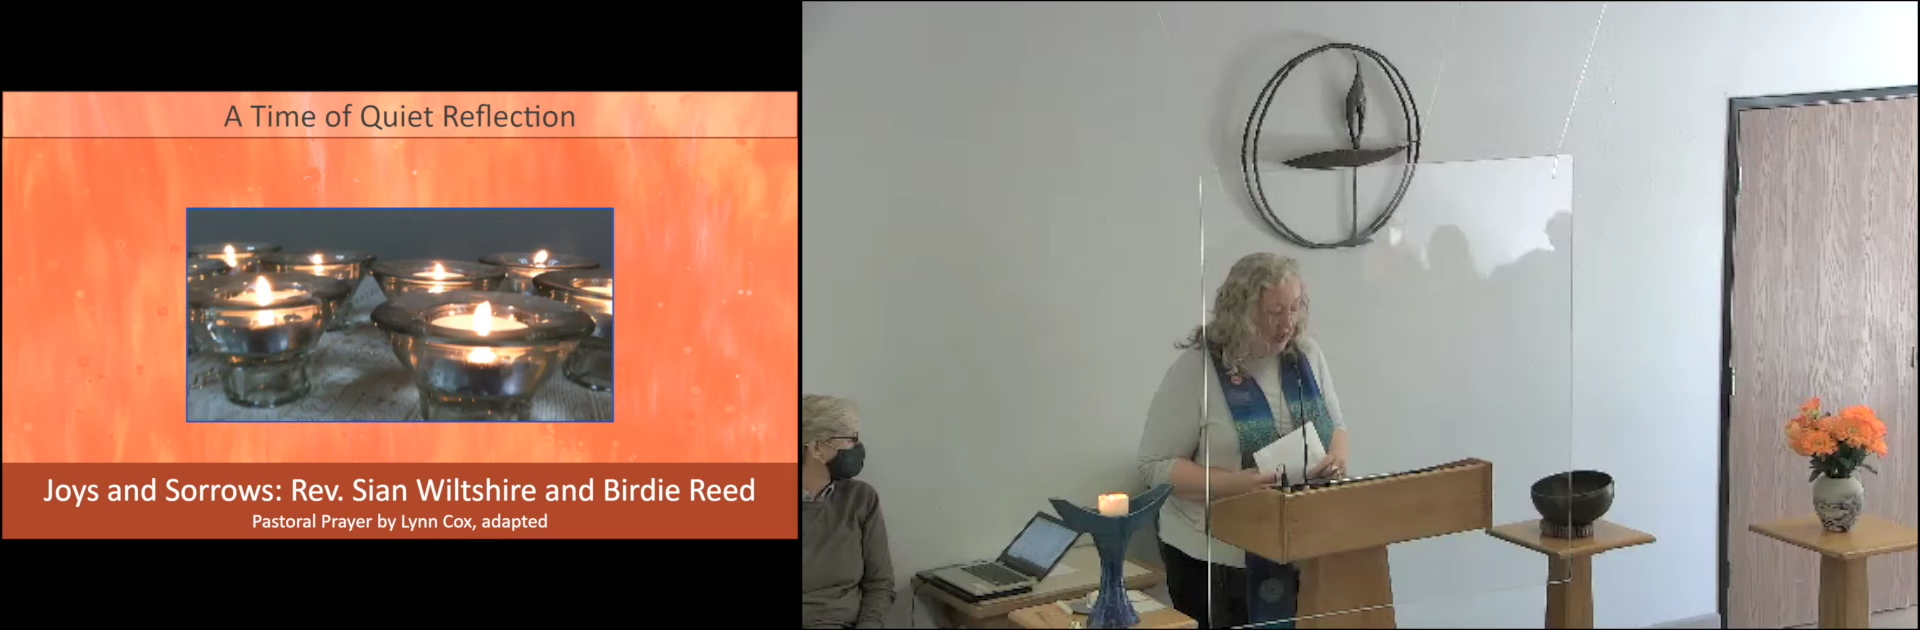 A Time of Quiet Reflection
Joys and Sorrows: Rev. Sian Wiltshire and Birdie Reed
Pastoral Prayer by Lynn Cox, adapted